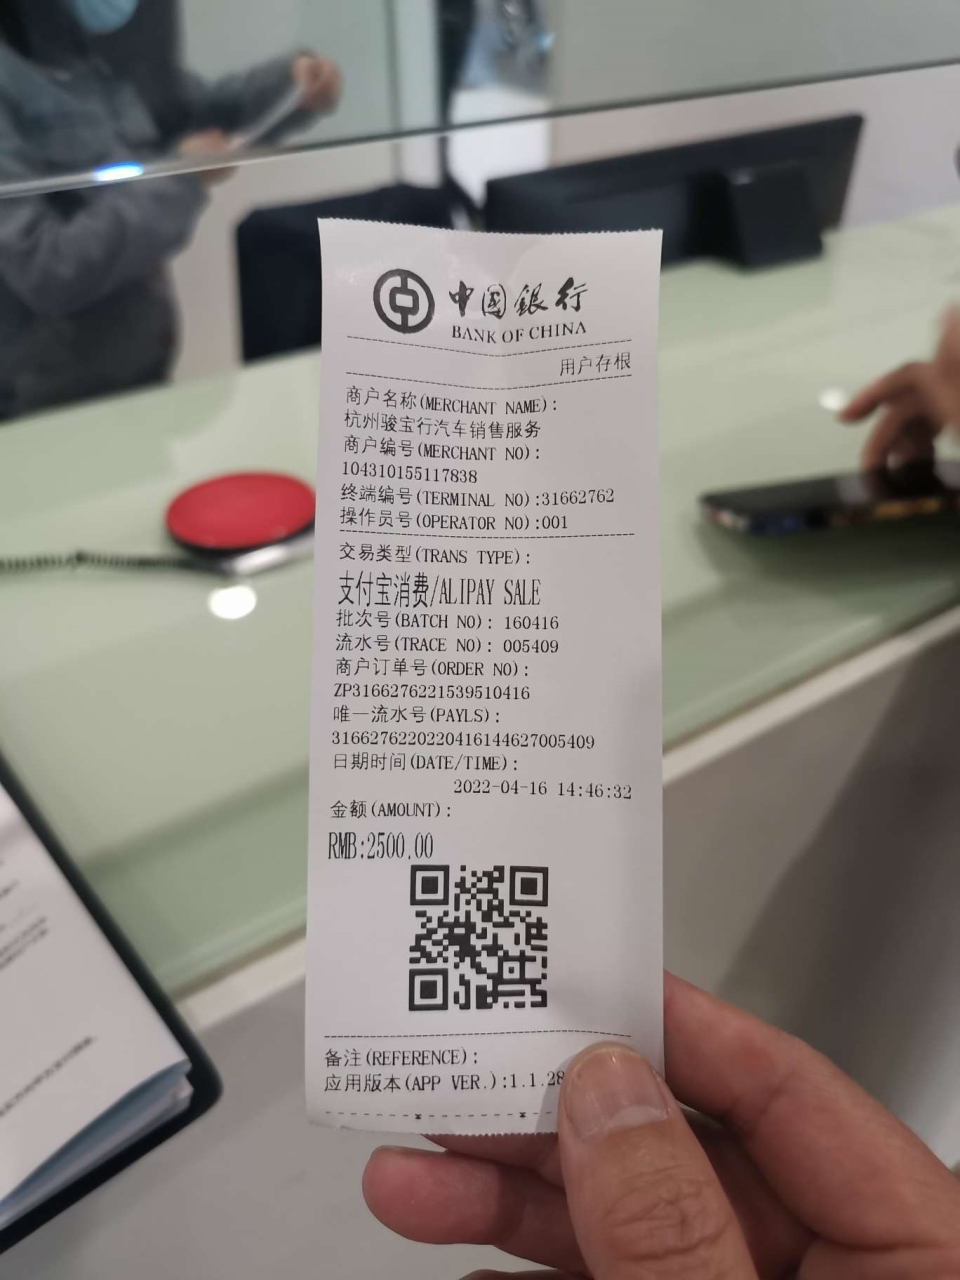 中国銀行
BANK OF CHINA
用户存根
商户名称(MERCHANT NAME):
杭州骏宝行汽车销售服务
商户编号(MERCHANT NO):
104310155117838
终端编号(TERMINAL NO):31662762
操作员号(OPERATOR NO):001
交易类型(TRANS TYPE):
支付宝消费/ALIPAY SALE
批次号(BATCH NO): 160416
流水号(TRACE NO): 005409
商户订单号(ORDER NO):
ZP3166276221539510416
唯一流水号(PAYLS):
3166276220220416144627005409
日期时间(DATE/TIME):
2022-04-16 14:46:32
金额(AMOUNT):
RMB:2500.00
备注(REFERENCE):
应用版本(APP VER.):1.1.28